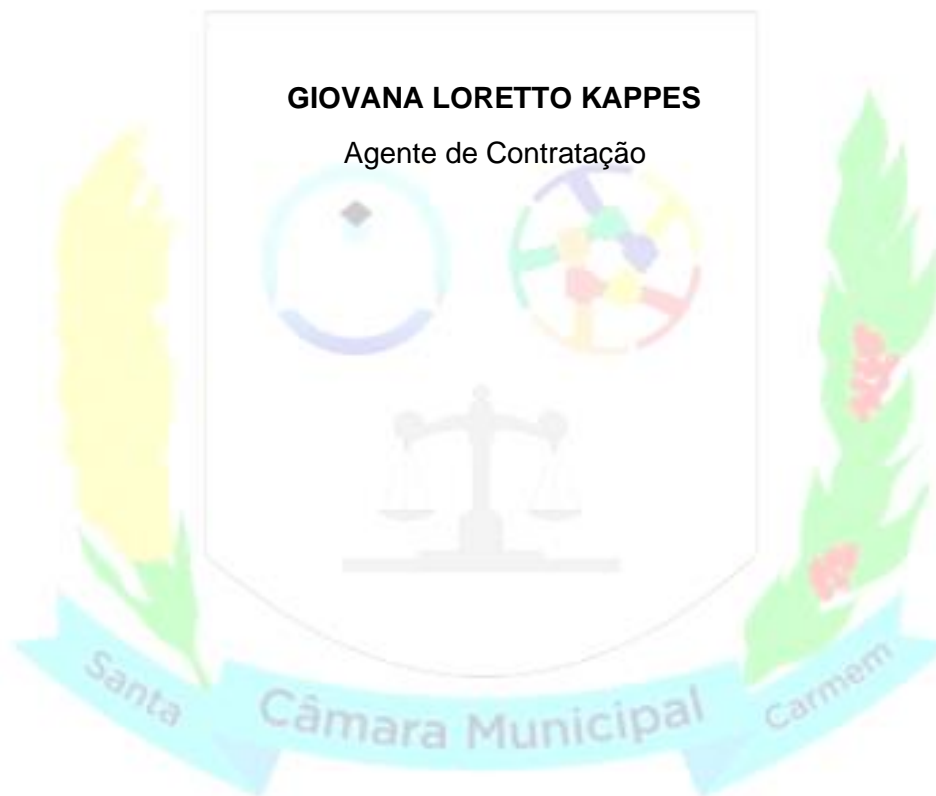 GIOVANA LORETTO KAPPES
Agente de Contratação
Santa Câmara Municipal Carmem